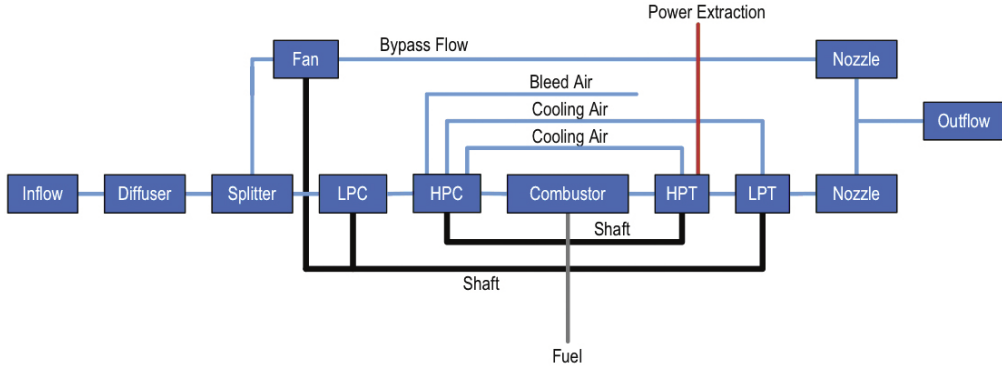 Power Extraction
Bypass Flow
Fan
Nozzle
Bleed Air
Cooling Air
Outflow
Cooling Air
Inflow
Diffuser
Splitter
LPC
HPC
Combustor
HPT
LPT
Nozzle
Shaft
Shaft
Fuel